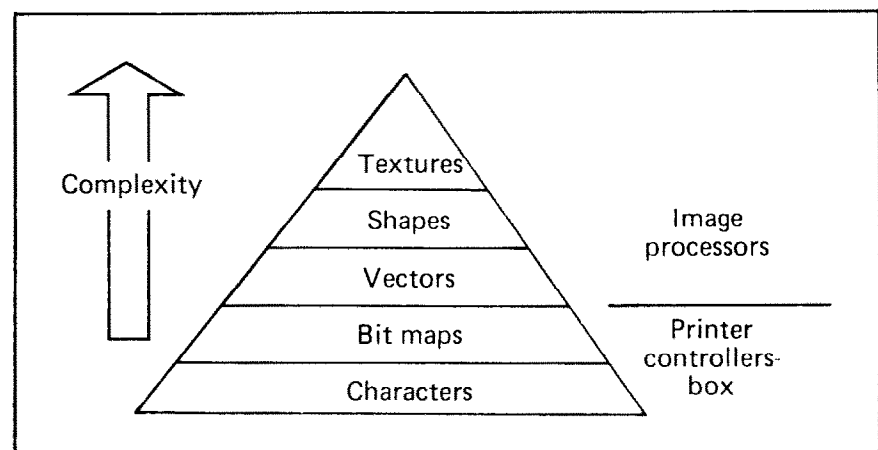 Complexity
Textures
Shapes
Vectors
Bit maps
Characters
Image
processors
Printer
controllers-
box